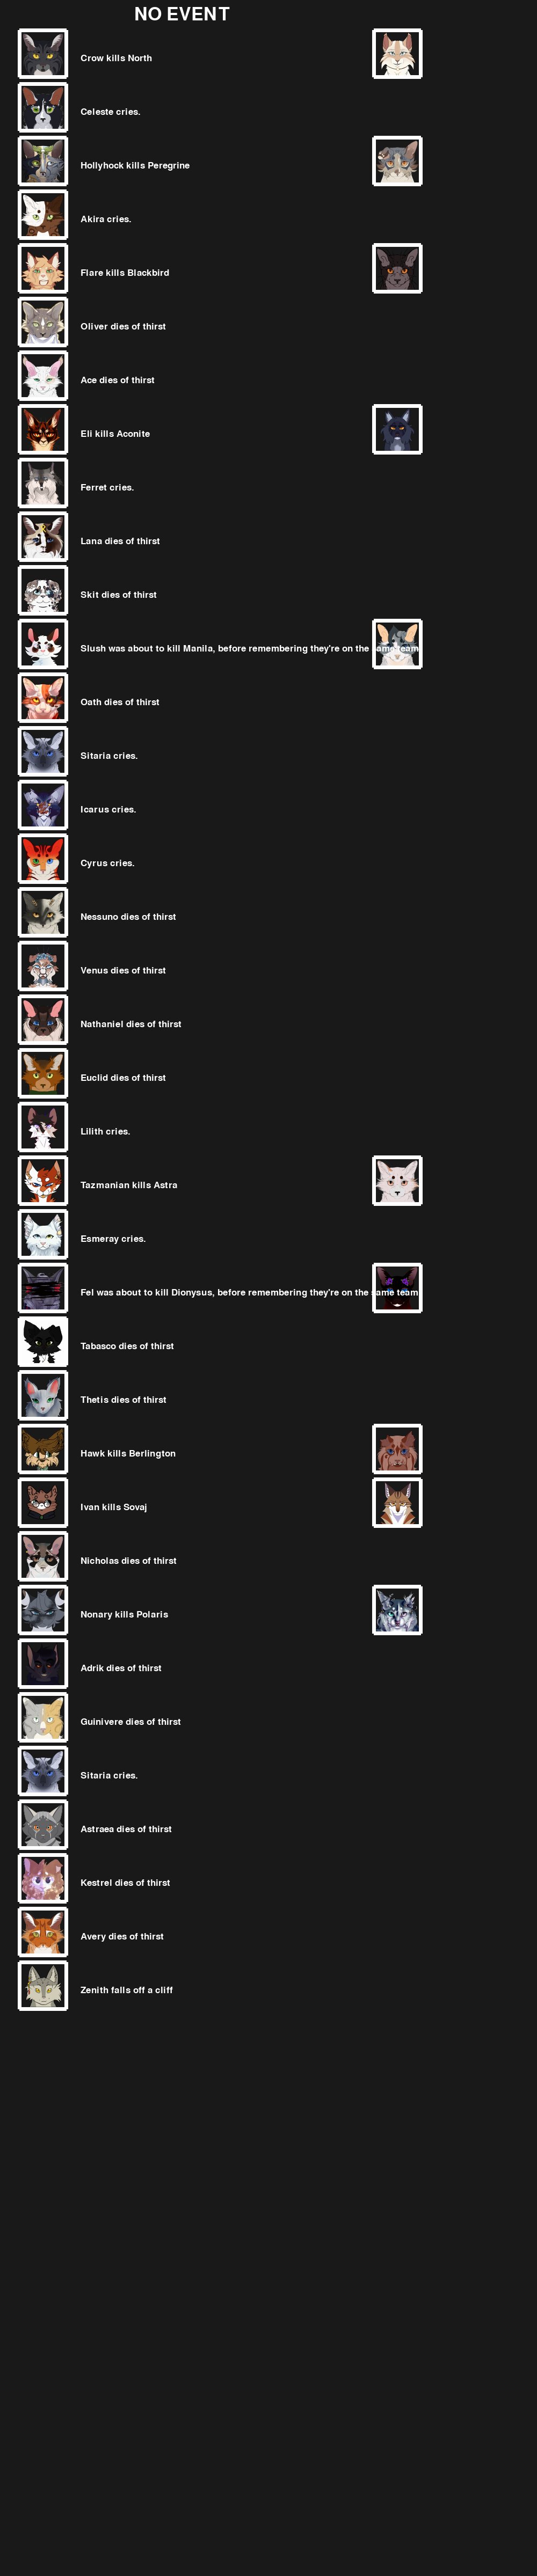 NO EVENT
Crow kills North
Celeste cries.
Hollyhock kills Peregrine
Akira cries.
Flare kills Blackbird
Oliver dies of thirst
Ace dies of thirst
Eli kills Aconite
Ferret cries.
Lana dies of thirst
Skit dies of thirst
Slush was about to kill Manila, before remembering they're on the same team
Oath dies of thirst
Sitaria cries.
Icarus cries.
Cyrus cries.
Nessuno dies of thirst
Venus dies of thirst
Nathaniel dies of thirst
Euclid dies of thirst
Lilith cries.
Tazmanian kills Astra
Esmeray cries.
Fel was about to kill Dionysus, before remembering they're on the same team
Tabasco dies of thirst
Thetis dies of thirst
Hawk kills Berlington
Ivan kills Sovaj
Nicholas dies of thirst
Nonary kills Polaris
Adrik dies of thirst
Guinivere dies of thirst
Sitaria cries.
Astraea dies of thirst
Kestrel dies of thirst
Avery dies of thirst
Zenith falls off a cliff